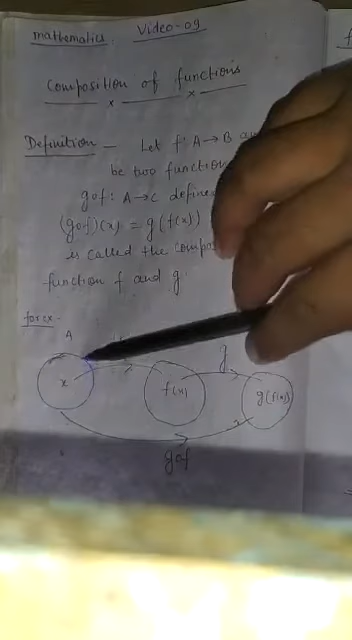 mathematics. Video-09
Composition of functions
Definition — Let f: A→B
be two function
gof: A→C define
(gof)(x) = g(f(x))
is called the compos
function f and g.
for ex.
A
g
x f(x) g(f(x))
gof